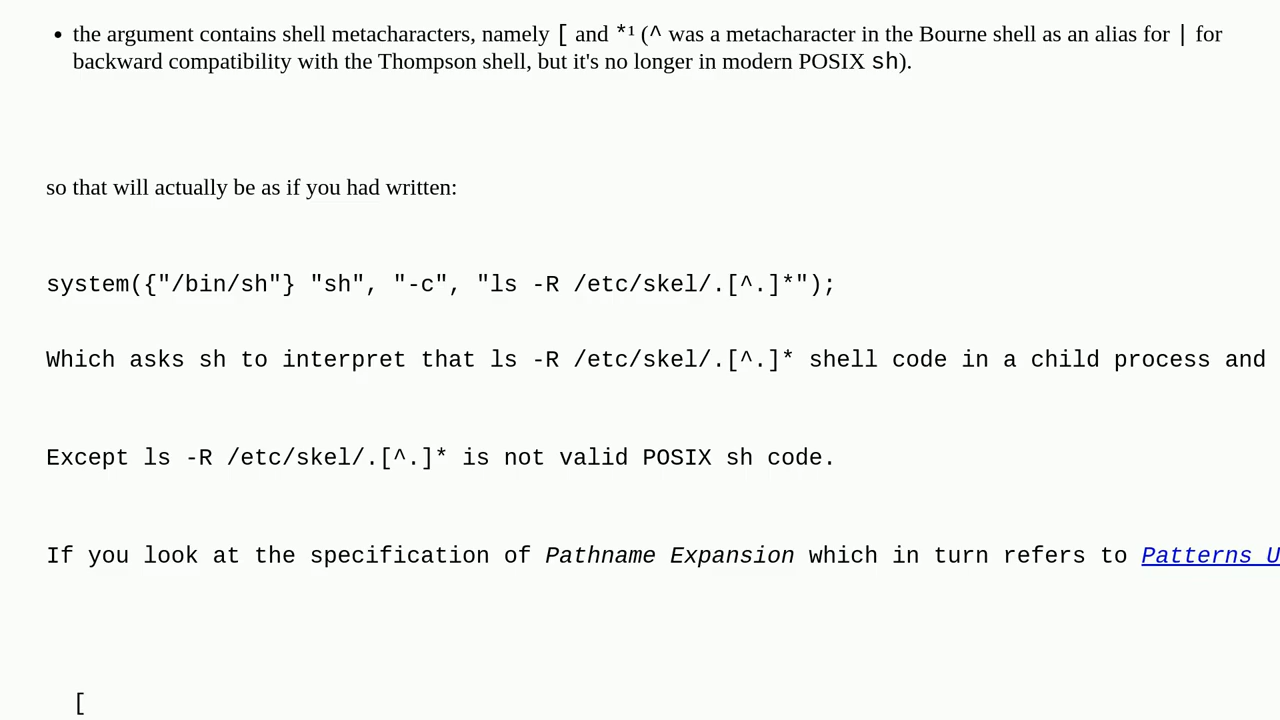 • the argument contains shell metacharacters, namely [ and *¹ (^ was a metacharacter in the Bourne shell as an alias for | for
backward compatibility with the Thompson shell, but it's no longer in modern POSIX sh).
so that will actually be as if you had written:
system({"/bin/sh"} "sh", "-c", "ls -R /etc/skel/.[^.]*");
Which asks sh to interpret that ls -R /etc/skel/.[^.]* shell code in a child process and
Except ls -R /etc/skel/.[^.]* is not valid POSIX sh code.
If you look at the specification of Pathname Expansion which in turn refers to Patterns U
[